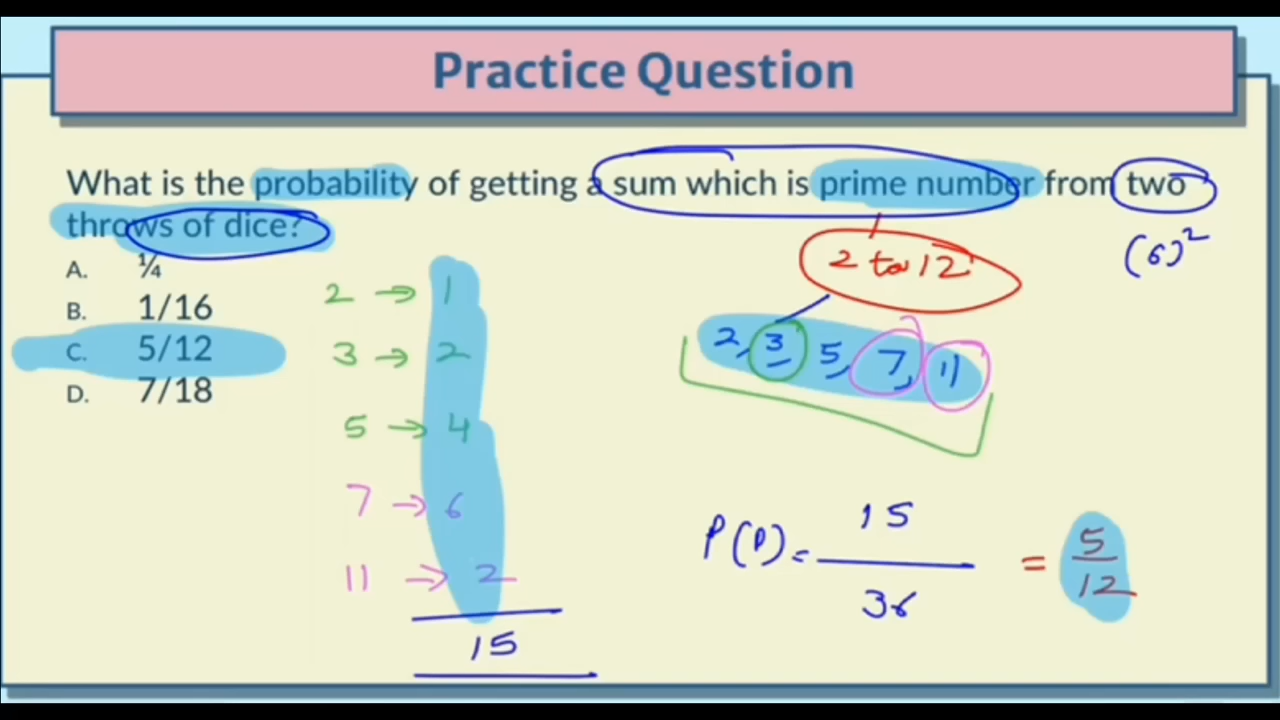 Practice Question
What is the probability of getting a sum which is prime number from two
throws of dice?
A. ¼
B. 1/16
C. 5/12
D. 7/18
(6)²
2 to 12
2, 3, 5, 7, 11
2 → 1
3 → 2
5 → 4
7 → 6
11 → 2
15
P(P) = 15/36 = 5/12